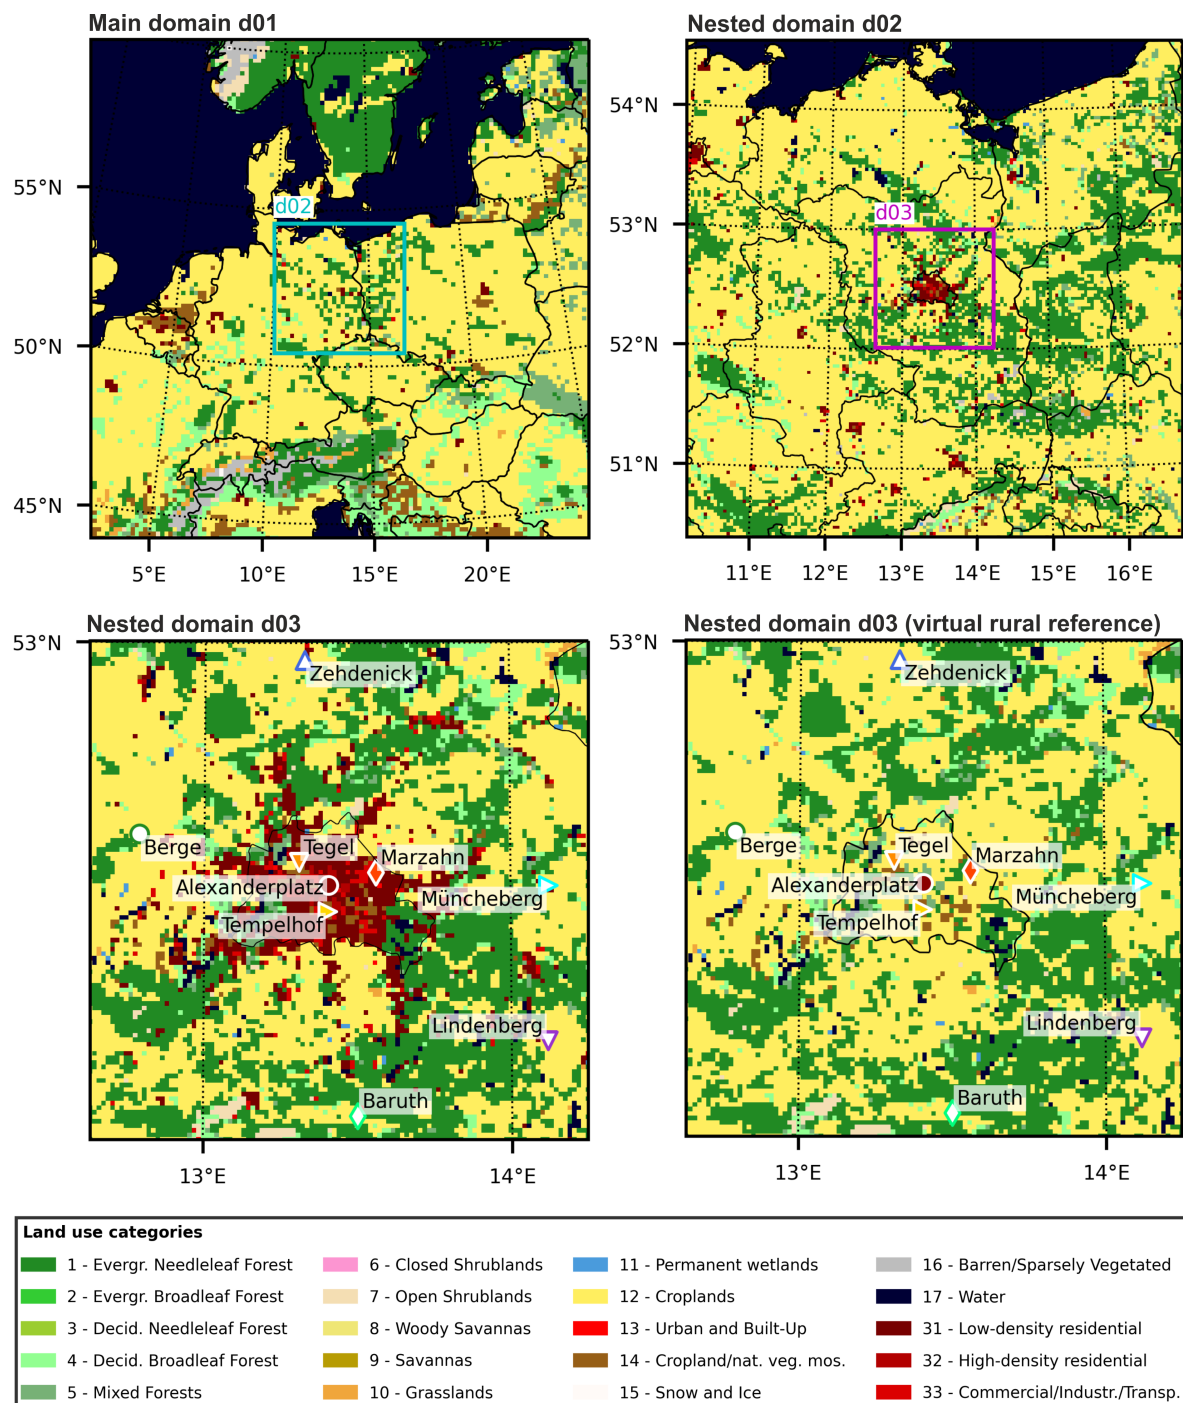 Main domain d01
Nested domain d02
d02
55°N
50°N
45°N
5°E 10°E 15°E 20°E
d03
54°N
53°N
52°N
51°N
11°E 12°E 13°E 14°E 15°E 16°E
Nested domain d03
Nested domain d03 (virtual rural reference)
53°N
Zehdenick
Berge
Tegel
Marzahn
Alexanderplatz
Müncheberg
Tempelhof
Lindenberg
Baruth
13°E 14°E
53°N
Zehdenick
Berge
Tegel
Marzahn
Alexanderplatz
Müncheberg
Tempelhof
Lindenberg
Baruth
13°E 14°E
Land use categories
1 - Evergr. Needleleaf Forest
2 - Evergr. Broadleaf Forest
3 - Decid. Needleleaf Forest
4 - Decid. Broadleaf Forest
5 - Mixed Forests
6 - Closed Shrublands
7 - Open Shrublands
8 - Woody Savannas
9 - Savannas
10 - Grasslands
11 - Permanent wetlands
12 - Croplands
13 - Urban and Built-Up
14 - Cropland/nat. veg. mos.
15 - Snow and Ice
16 - Barren/Sparsely Vegetated
17 - Water
31 - Low-density residential
32 - High-density residential
33 - Commercial/Industr./Transp.